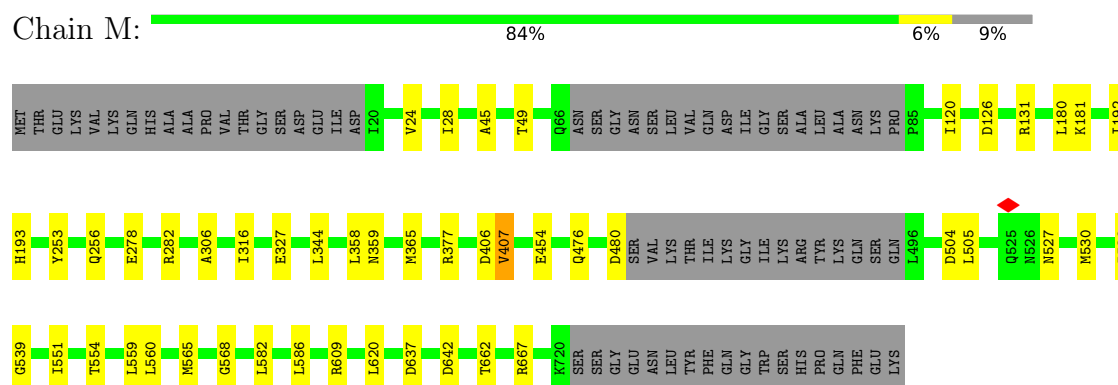 Chain M:
84% 6% 9%
MET THR GLU LYS VAL LYS GLN HIS ALA ALA PRO VAL THR GLY SER ASP GLU ILE ASP I20 V24 I28 A45 T49 Q66 ASN SER GLY ASN SER LEU VAL GLN ASP ILE GLY SER ALA LEU ALA ASN LYS PRO P85 I120 D126 R131 L180 K181
H193 Y253 Q256 E278 R282 A306 I316 E327 L344 L358 N359 M365 R377 D406 V407 E454 Q476 D480 SER VAL LYS THR ILE LYS GLY ILE LYS ARG TYR LYS GLN SER GLN L496 D504 L505 Q525 N526 N527 M530
G539 I551 T554 L559 L560 M565 G568 L582 L586 R609 L620 D637 D642 T662 R667 K720 SER SER GLY GLU ASN LEU TYR PHE GLN GLY TRP SER HIS PRO GLN PHE GLU LYS